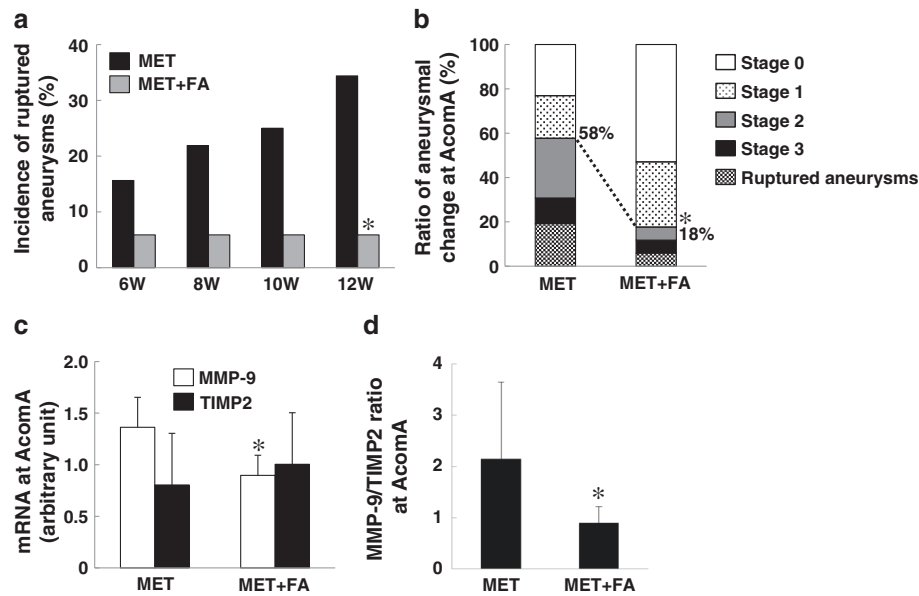 a
Incidence of ruptured
aneurysms (%)
40
30
20
10
0
MET
MET+FA
*
6W 8W 10W 12W
b
Ratio of aneurysmal
change at AcomA (%)
100
80
60
40
20
0
58%
*
18%
MET MET+FA
Stage 0
Stage 1
Stage 2
Stage 3
Ruptured aneurysms
c
mRNA at AcomA
(arbitrary unit)
2.0
1.5
1.0
0.5
0
MMP-9
TIMP2
*
MET MET+FA
d
MMP-9/TIMP2 ratio
at AcomA
4
3
2
1
0
*
MET MET+FA